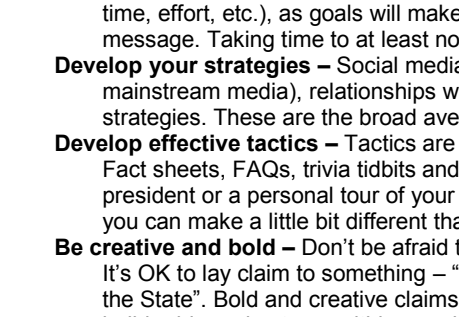 time, effort, etc.), as goals will make
message. Taking time to at least no
Develop your strategies – Social media
mainstream media), relationships w
strategies. These are the broad ave
Develop effective tactics – Tactics are
Fact sheets, FAQs, trivia tidbits and
president or a personal tour of your
you can make a little bit different tha
Be creative and bold – Don’t be afraid t
It’s OK to lay claim to something – “
the State”. Bold and creative claims